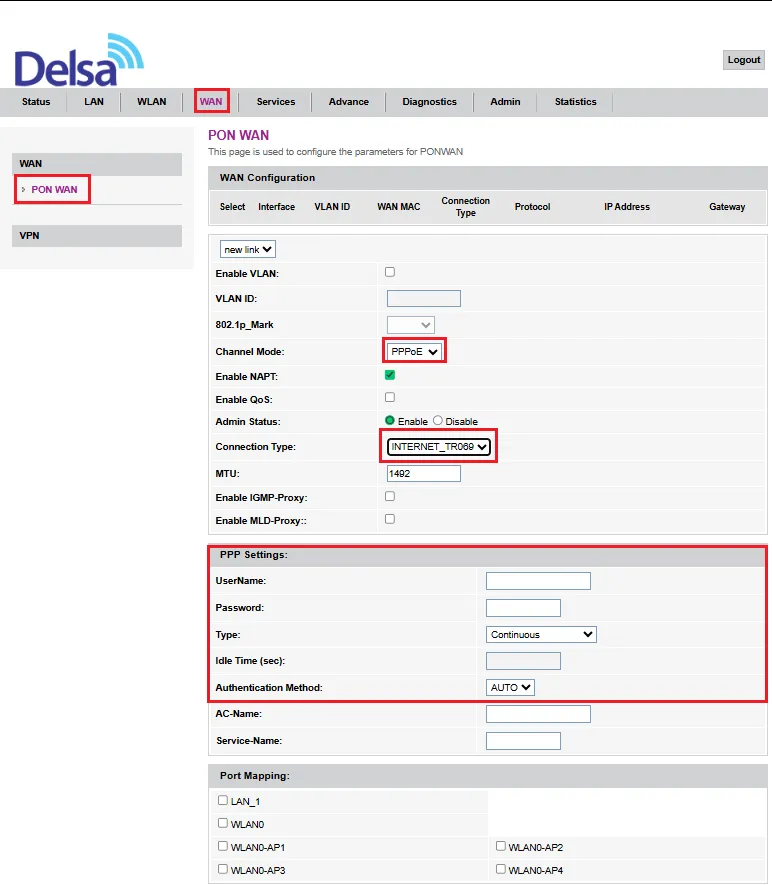 Delsa
Logout
Status LAN WLAN WAN Services Advance Diagnostics Admin Statistics
WAN
PON WAN
VPN
PON WAN
This page is used to configure the parameters for PONWAN
WAN Configuration
Select Interface VLAN ID WAN MAC Connection Type Protocol IP Address Gateway
new link
Enable VLAN:
VLAN ID:
802.1p_Mark
Channel Mode: PPPoE
Enable NAPT:
Enable QoS:
Admin Status: Enable Disable
Connection Type: INTERNET_TR069
MTU: 1492
Enable IGMP-Proxy:
Enable MLD-Proxy::
PPP Settings:
UserName:
Password:
Type: Continuous
Idle Time (sec):
Authentication Method: AUTO
AC-Name:
Service-Name:
Port Mapping:
LAN_1
WLAN0
WLAN0-AP1 WLAN0-AP2
WLAN0-AP3 WLAN0-AP4